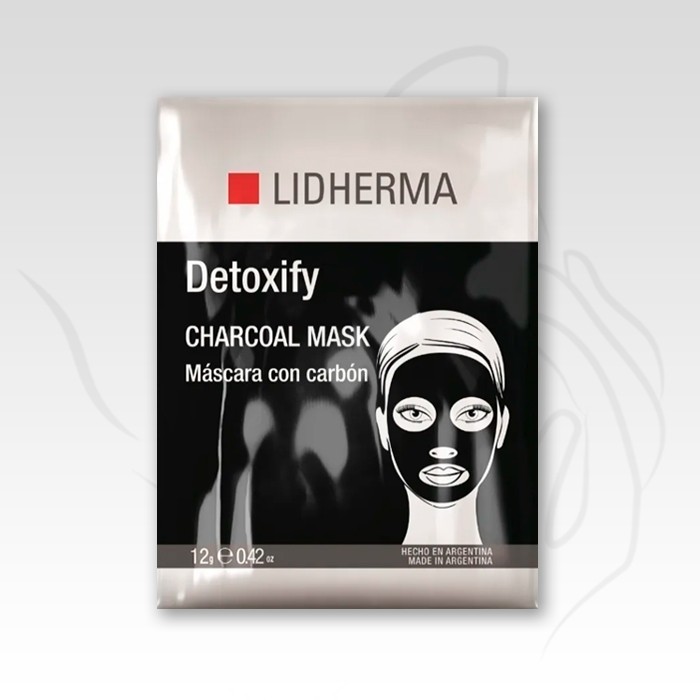 LIDHERMA
Detoxify
CHARCOAL MASK
Máscara con carbón
12g ℮ 0.42 oz
HECHO EN ARGENTINA
MADE IN ARGENTINA